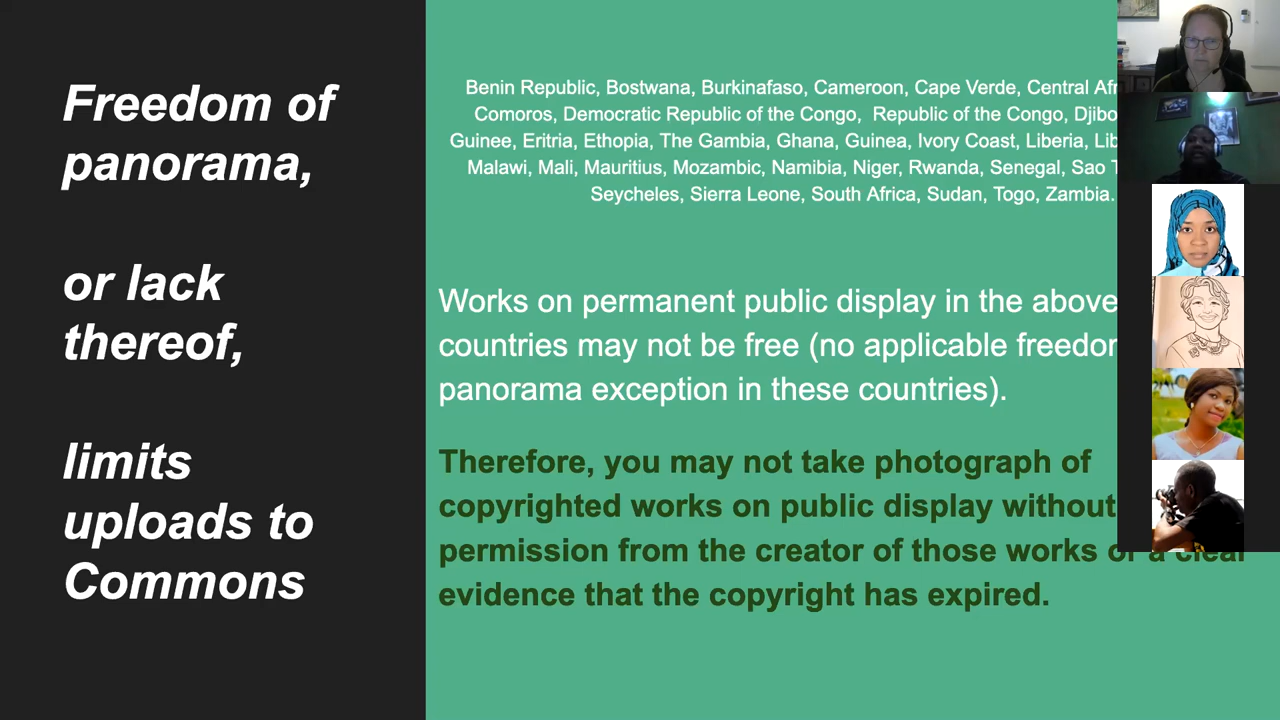 Freedom of
panorama,
or lack
thereof,
limits
uploads to
Commons
Benin Republic, Bostwana, Burkinafaso, Cameroon, Cape Verde, Central
Comoros, Democratic Republic of the Congo, Republic of the Congo,
Guinee, Eritria, Ethiopia, The Gambia, Ghana, Guinea, Ivory Coast, Liberia,
Malawi, Mali, Mauritius, Mozambic, Namibia, Niger, Rwanda, Senegal, Sao
Seycheles, Sierra Leone, South Africa, Sudan, Togo, Zambia.
Works on permanent public display in the above
countries may not be free (no applicable
panorama exception in these countries).
Therefore, you may not take photograph of
copyrighted works on public display without
permission from the creator of those works or a clear
evidence that the copyright has expired.